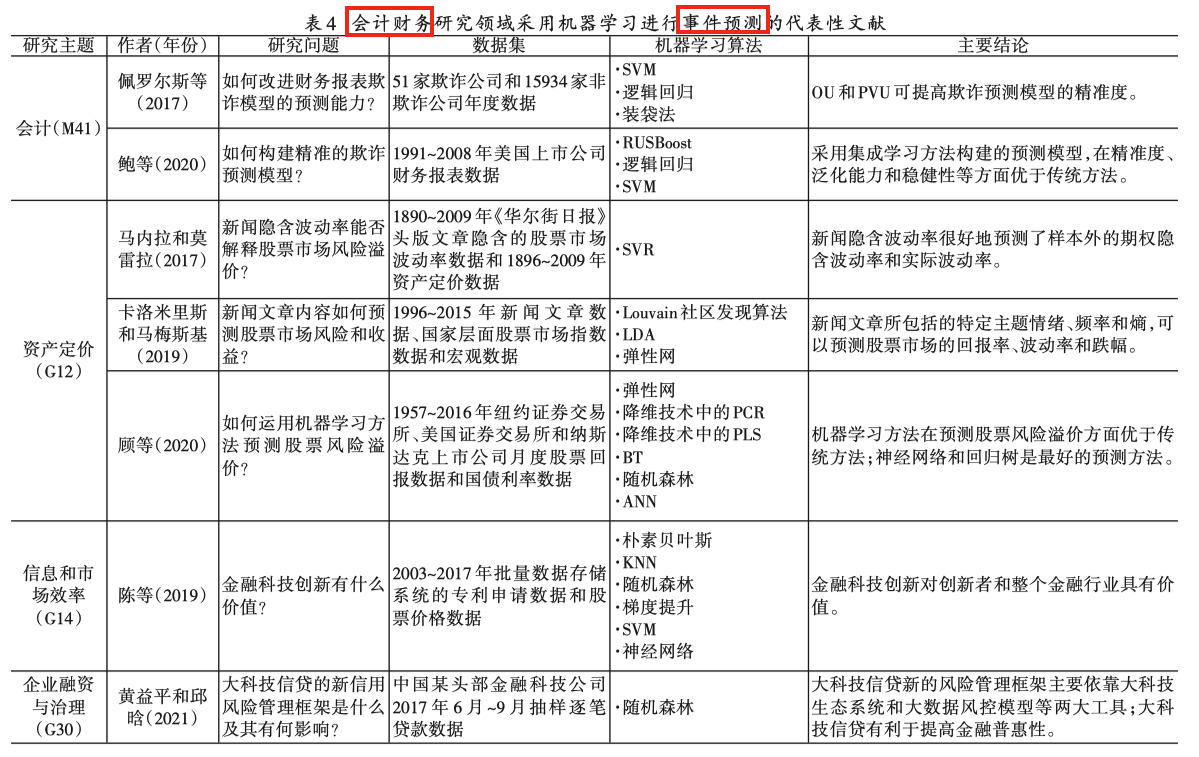 表4 会计财务研究领域采用机器学习进行事件预测的代表性文献
研究主题 作者(年份) 研究问题 数据集 机器学习算法 主要结论
会计(M41)
佩罗尔斯等
(2017)
如何改进财务报表欺
诈模型的预测能力?
51家欺诈公司和15934家非
欺诈公司年度数据
·SVM
·逻辑回归
·装袋法
OU和PVU可提高欺诈预测模型的精准度。
鲍等(2020)
如何构建精准的欺诈
预测模型?
1991~2008年美国上市公司
财务报表数据
·RUSBoost
·逻辑回归
·SVM
采用集成学习方法构建的预测模型,在精准度、
泛化能力和稳健性等方面优于传统方法。
资产定价
(G12)
马内拉和莫
雷拉(2017)
新闻隐含波动率能否
解释股票市场风险溢
价?
1890~2009年《华尔街日报》
头版文章隐含的股票市场
波动率数据和1896~2009年
资产定价数据
·SVR
新闻隐含波动率很好地预测了样本外的期权隐
含波动率和实际波动率。
卡洛米里斯
和马梅斯基
(2019)
新闻文章内容如何预
测股票市场风险和收
益?
1996~2015年新闻文章数
据、国家层面股票市场指数
数据和宏观数据
·Louvain社区发现算法
·LDA
·弹性网
新闻文章所包括的特定主题情绪、频率和熵,可
以预测股票市场的回报率、波动率和跌幅。
顾等(2020)
如何运用机器学习方
法预测股票风险溢
价?
1957~2016年纽约证券交易
所、美国证券交易所和纳斯
达克上市公司月度股票回
报数据和国债利率数据
·弹性网
·降维技术中的PCR
·降维技术中的PLS
·BT
·随机森林
·ANN
机器学习方法在预测股票风险溢价方面优于传
统方法;神经网络和回归树是最好的预测方法。
信息和市
场效率
(G14)
陈等(2019)
金融科技创新有什么
价值?
2003~2017年批量数据存储
系统的专利申请数据和股
票价格数据
·朴素贝叶斯
·KNN
·随机森林
·梯度提升
·SVM
·神经网络
金融科技创新对创新者和整个金融行业具有价
值。
企业融资
与治理
(G30)
黄益平和邱
晗(2021)
大科技信贷的新信用
风险管理框架是什么
及其有何影响?
中国某头部金融科技公司
2017年6月~9月抽样逐笔
贷款数据
·随机森林
大科技信贷新的风险管理框架主要依靠大科技
生态系统和大数据风控模型等两大工具;大科
技信贷有利于提高金融普惠性。